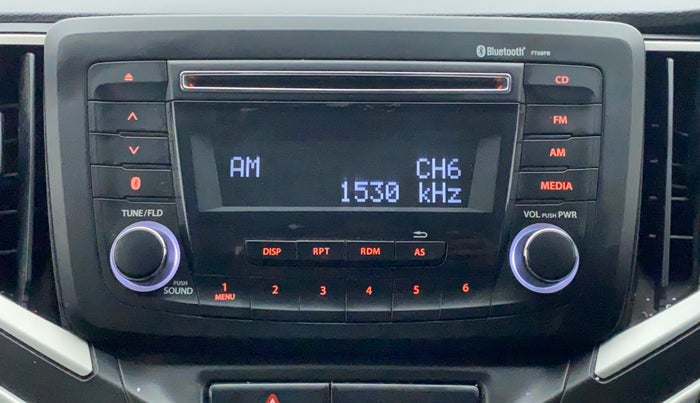 Bluetooth® FT68PB
CD
FM
AM
MEDIA
AM CH6
1530 kHz
TUNE/FLD
VOL PUSH PWR
PUSH
SOUND
DISP RPT RDM AS
1 2 3 4 5 6
MENU